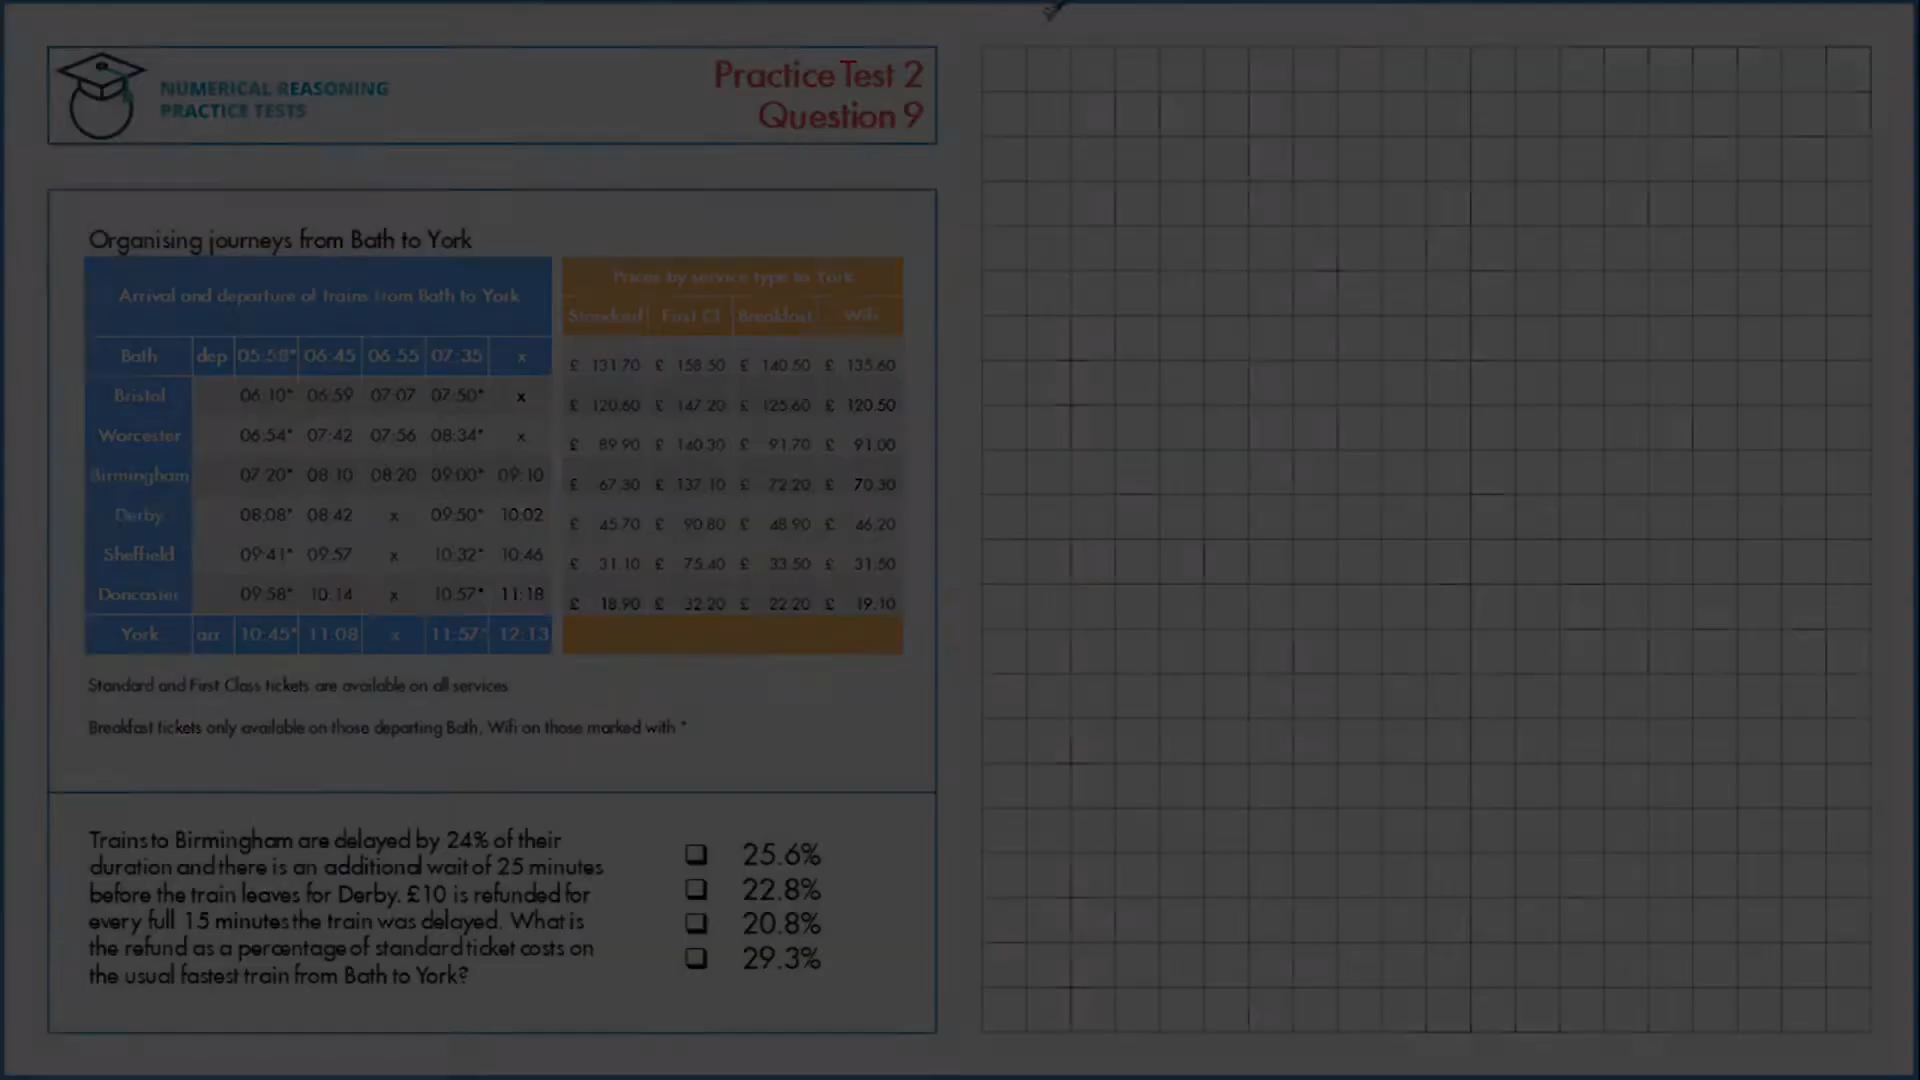 NUMERICAL REASONING
PRACTICE TESTS
Practice Test 2
Question 9
Organising journeys from Bath to York
Arrival and departure of trains from Bath to York
Bath dep 05:58* 06:45 06:55 07:35 x
Bristol 06:10* 06:59 07:07 07:50* x
Worcester 06:54* 07:42 07:56 08:34* x
Birmingham 07:20* 08:10 08:20 09:00* 09:10
Derby 08:08* 08:42 x 09:50* 10:02
Sheffield 09:41* 09:57 x 10:32* 10:46
Doncaster 09:58* 10:14 x 10:57* 11:18
York arr 10:45* 11:08 x 11:57* 12:13
Prices by service type to York
Standard First Cl Breakfast Wifi
£ 131.70 £ 158.50 £ 140.50 £ 135.60
£ 120.60 £ 147.20 £ 125.60 £ 120.50
£ 89.90 £ 140.30 £ 91.70 £ 91.00
£ 67.30 £ 137.10 £ 72.20 £ 70.30
£ 45.70 £ 90.80 £ 48.90 £ 46.20
£ 31.10 £ 75.40 £ 33.50 £ 31.50
£ 18.90 £ 32.20 £ 22.20 £ 19.10
Standard and First Class tickets are available on all services
Breakfast tickets only available on those departing Bath, Wifi on those marked with *
Trains to Birmingham are delayed by 24% of their
duration and there is an additional wait of 25 minutes
before the train leaves for Derby. £10 is refunded for
every full 15 minutes the train was delayed. What is
the refund as a percentage of standard ticket costs on
the usual fastest train from Bath to York?
25.6%
22.8%
20.8%
29.3%